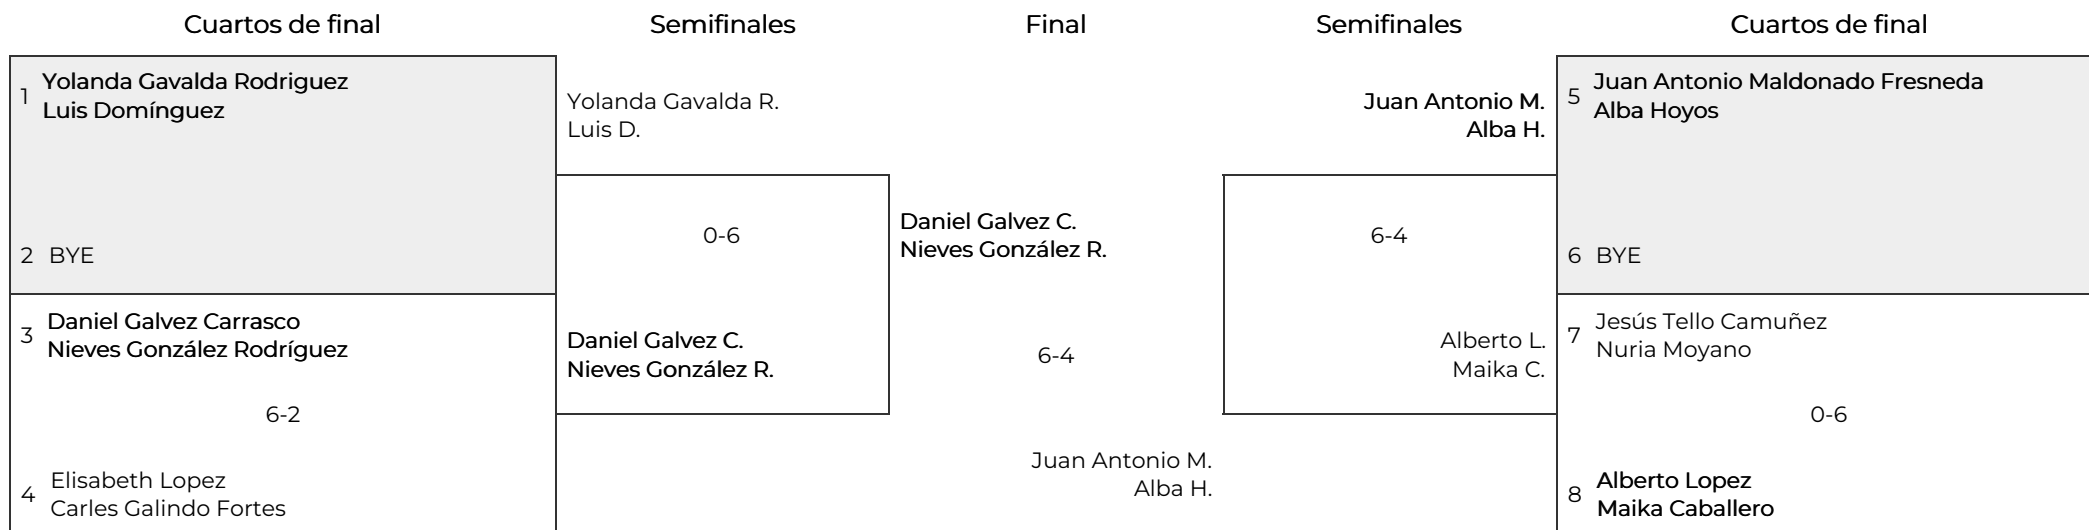 Cuartos de final
Semifinales
Final
Semifinales
Cuartos de final
1
Yolanda Gavalda Rodriguez
Luis Domínguez
2 BYE
3
Daniel Galvez Carrasco
Nieves González Rodríguez
6-2
4
Elisabeth Lopez
Carles Galindo Fortes
Yolanda Gavalda R.
Luis D.
0-6
Daniel Galvez C.
Nieves González R.
Daniel Galvez C.
Nieves González R.
6-4
Juan Antonio M.
Alba H.
Juan Antonio M.
Alba H.
6-4
Alberto L.
Maika C.
5
Juan Antonio Maldonado Fresneda
Alba Hoyos
6 BYE
7
Jesús Tello Camuñez
Nuria Moyano
0-6
8
Alberto Lopez
Maika Caballero